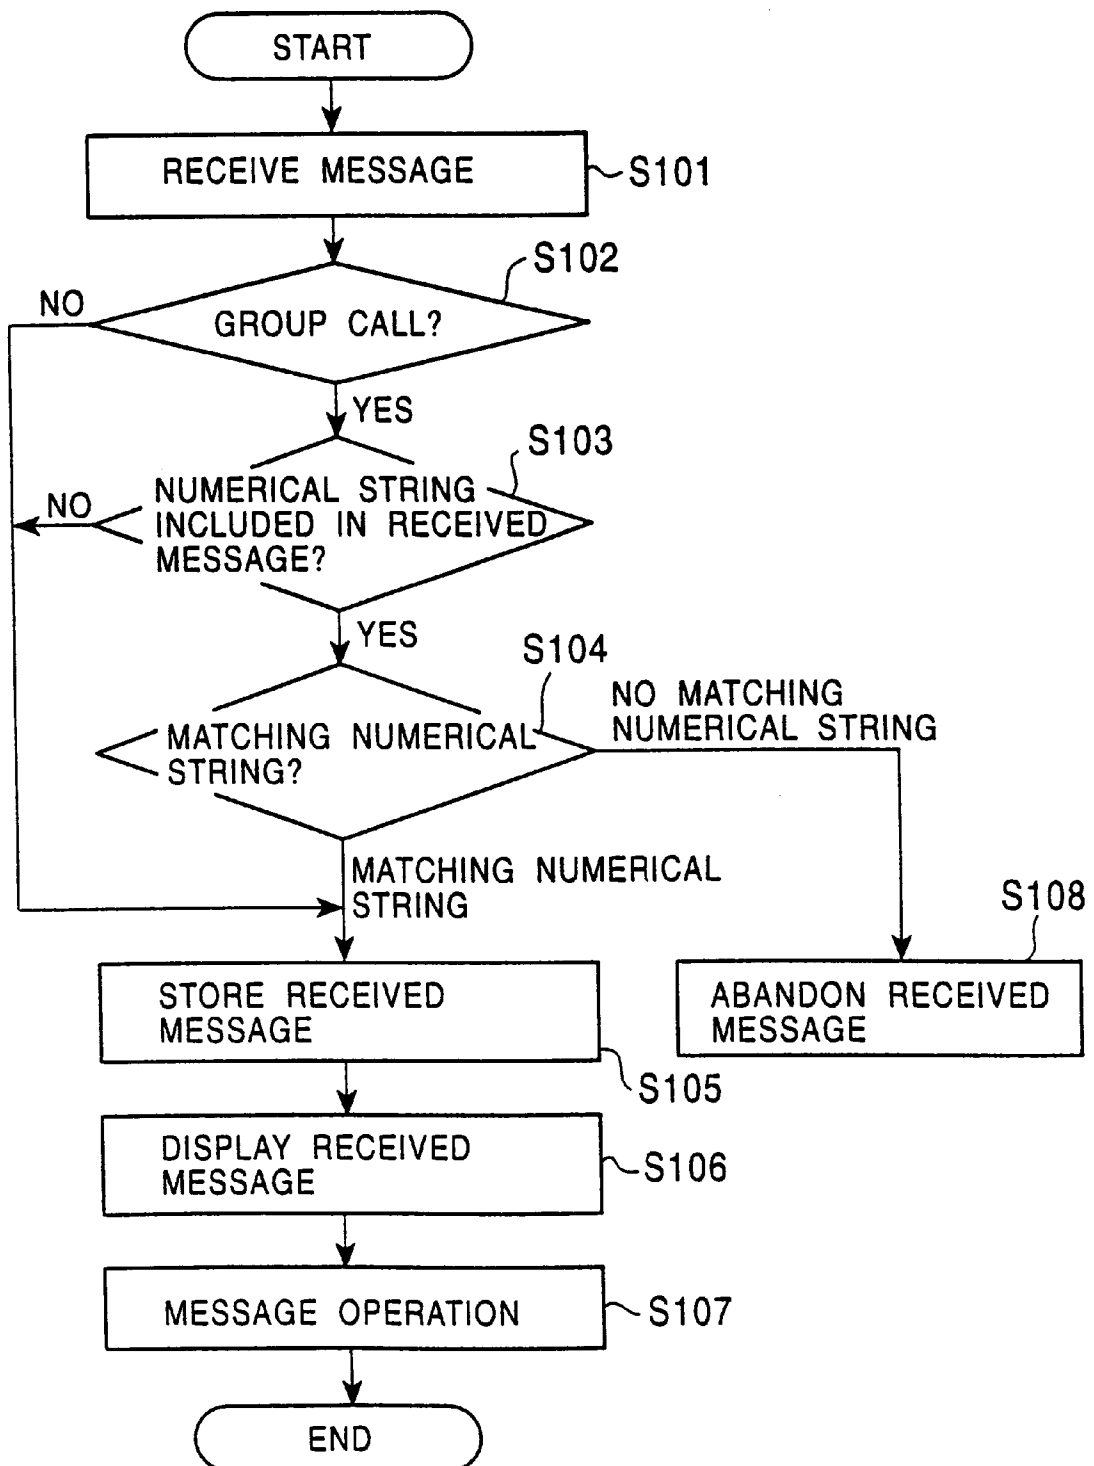 START
RECEIVE MESSAGE
S101
S102
NO
GROUP CALL?
YES
S103
NO
NUMERICAL STRING
INCLUDED IN RECEIVED
MESSAGE?
YES
S104
NO MATCHING
NUMERICAL STRING
MATCHING NUMERICAL
STRING?
MATCHING NUMERICAL
STRING
S108
STORE RECEIVED
MESSAGE
ABANDON RECEIVED
MESSAGE
S105
DISPLAY RECEIVED
MESSAGE
S106
MESSAGE OPERATION
S107
END